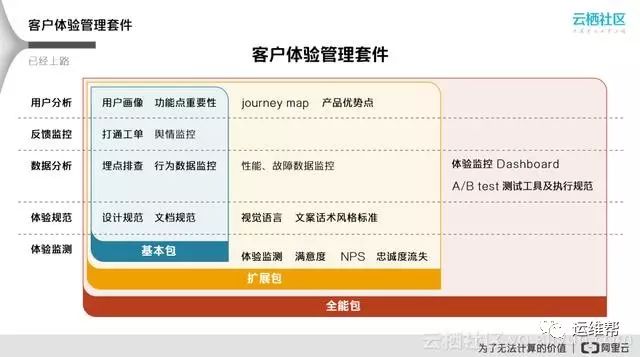 客户体验管理套件
云栖社区
已经上路
客户体验管理套件
用户分析 用户画像 功能点重要性 journey map 产品优势点
反馈监控 打通工单 舆情监控
数据分析 埋点排查 行为数据监控 性能、故障数据监控 体验监控 Dashboard
A/B test 测试工具及执行规范
体验规范 设计规范 文档规范 视觉语言 文案话术风格标准
体验监测 基本包 体验监测 满意度 NPS 忠诚度流失
扩展包
全能包
运维帮
云栖社区
为了无法计算的价值 阿里云